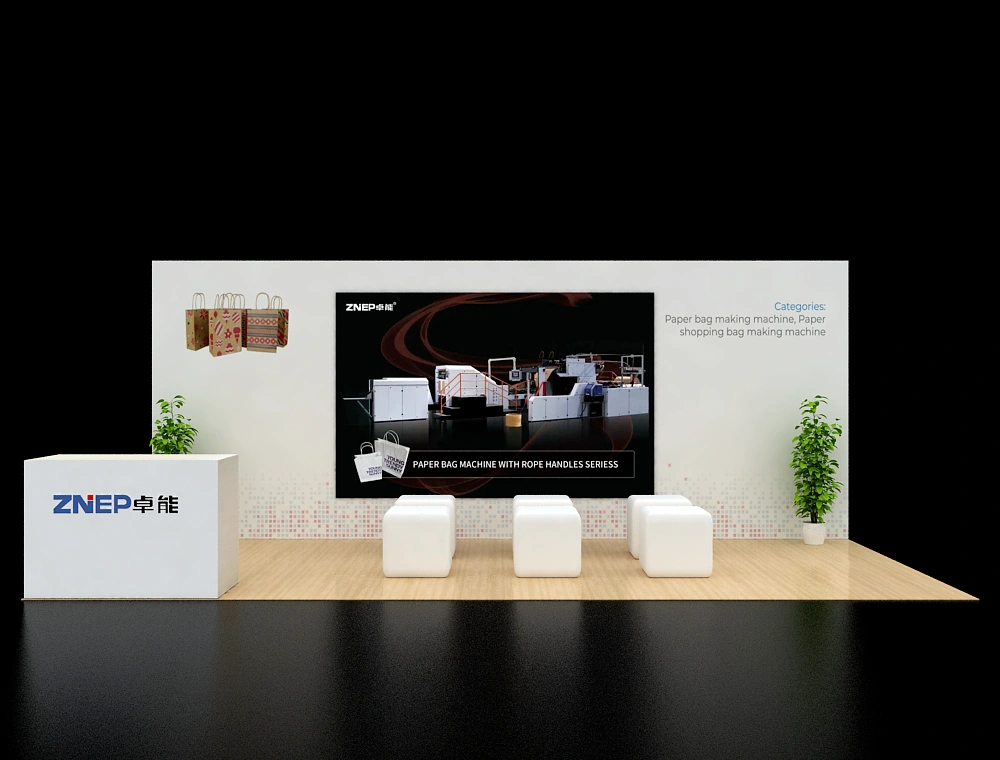 ZNEP卓能®
Categories:
Paper bag making machine, Paper
shopping bag making machine
PAPER BAG MACHINE WITH ROPE HANDLES SERIESS
ZNEP卓能